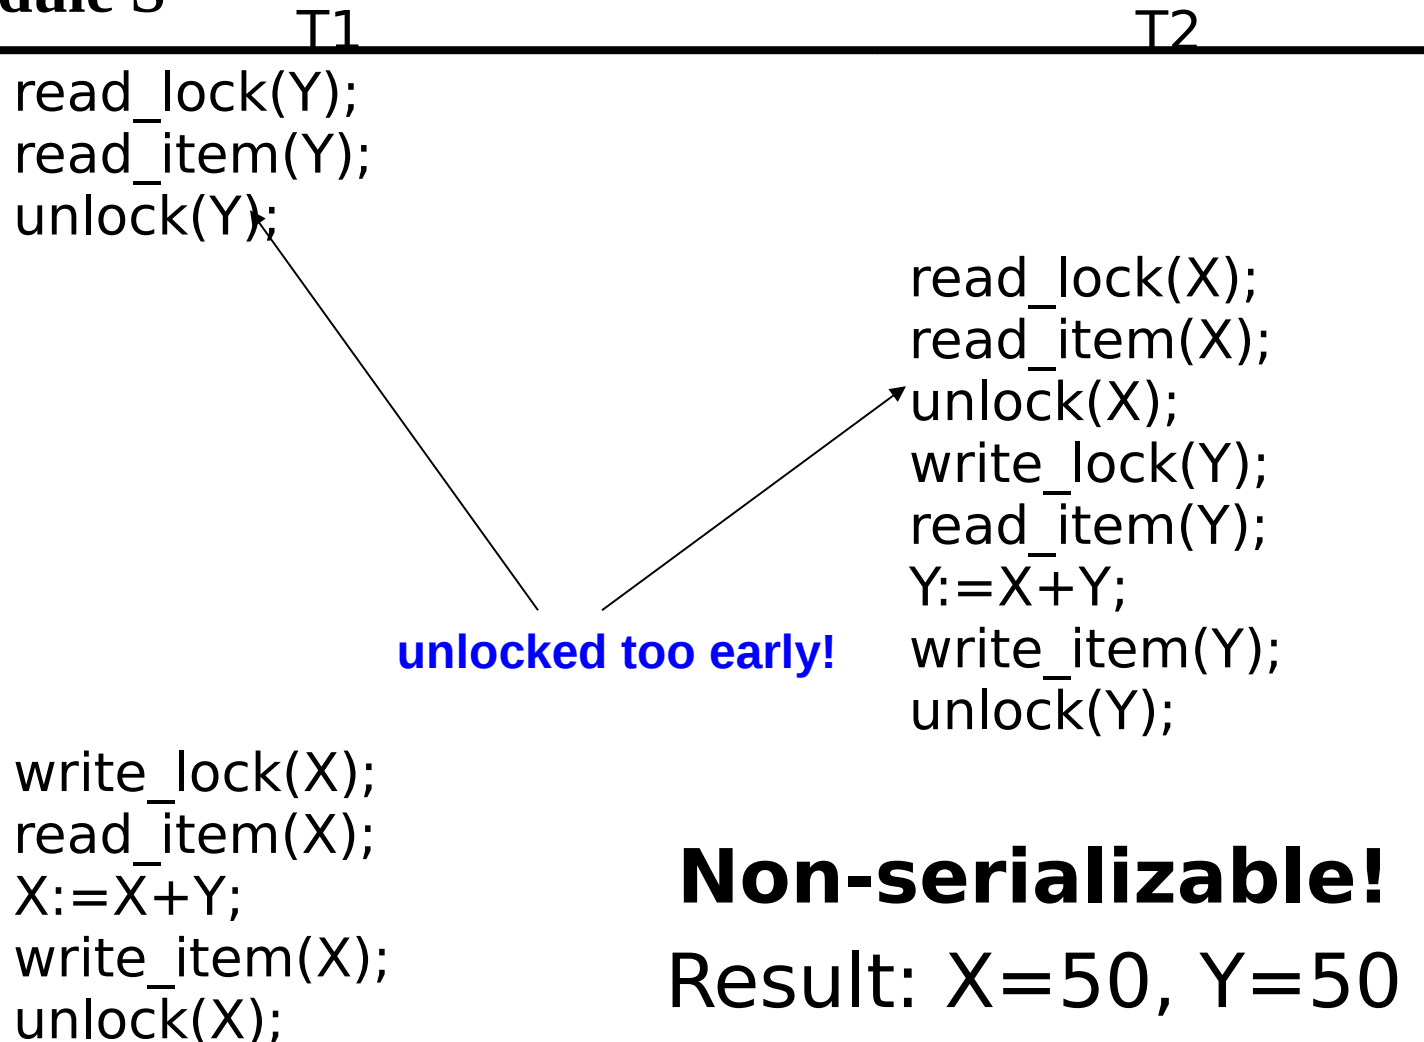 T1 T2
read_lock(Y);
read_item(Y);
unlock(Y);
read_lock(X);
read_item(X);
unlock(X);
write_lock(Y);
read_item(Y);
Y:=X+Y;
write_item(Y);
unlock(Y);
unlocked too early!
write_lock(X);
read_item(X);
X:=X+Y;
write_item(X);
unlock(X);
Non-serializable!
Result: X=50, Y=50